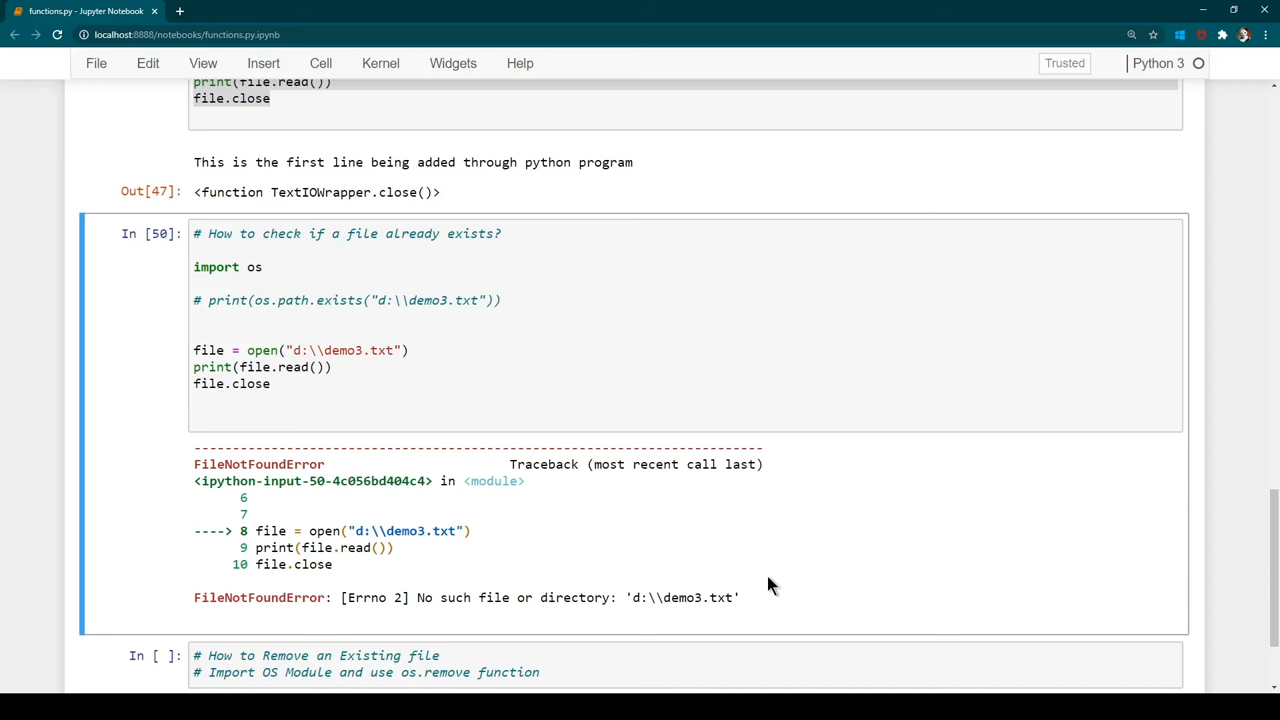 functions.py - Jupyter Notebook
localhost:8888/notebooks/functions.py.ipynb
File Edit View Insert Cell Kernel Widgets Help Trusted Python 3
print(file.read())
file.close
This is the first line being added through python program
Out[47]: <function TextIOWrapper.close()>
In [50]: # How to check if a file already exists?
import os
# print(os.path.exists("d:\\demo3.txt"))
file = open("d:\\demo3.txt")
print(file.read())
file.close
---------------------------------------------------------------------------
FileNotFoundError Traceback (most recent call last)
<ipython-input-50-4c056bd404c4> in <module>
6
7
----> 8 file = open("d:\\demo3.txt")
9 print(file.read())
10 file.close
FileNotFoundError: [Errno 2] No such file or directory: 'd:\\demo3.txt'
In [ ]: # How to Remove an Existing file
# Import OS Module and use os.remove function